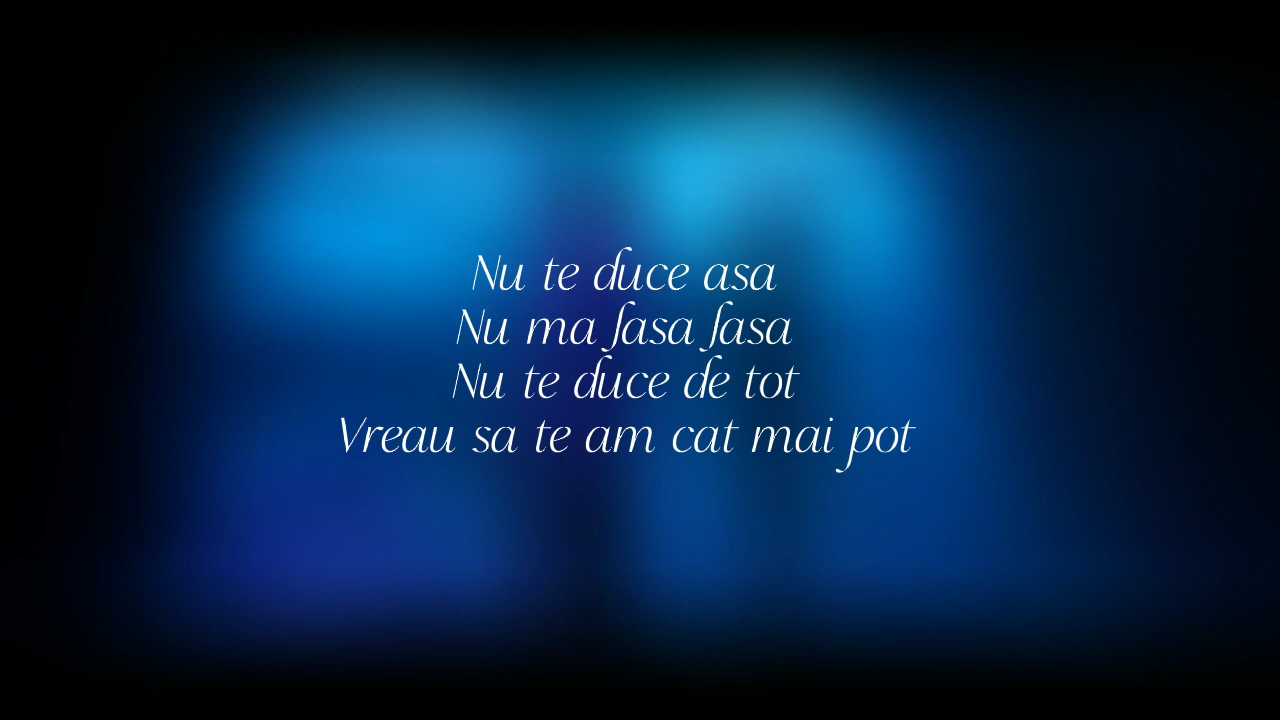 Nu te duce asa
Nu ma lasa lasa
Nu te duce de tot
Vreau sa te am cat mai pot